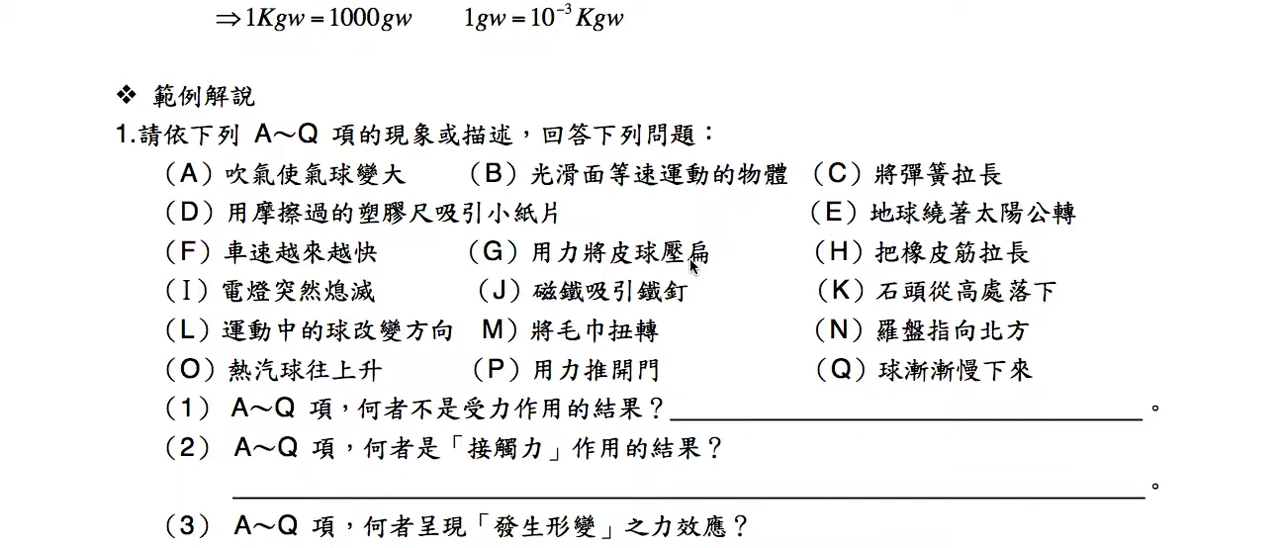 ⇒1Kgw=1000gw 1gw=10⁻³Kgw
❖ 範例解說
1.請依下列 A～Q 項的現象或描述，回答下列問題：
（A）吹氣使氣球變大 （B）光滑面等速運動的物體 （C）將彈簧拉長
（D）用摩擦過的塑膠尺吸引小紙片 （E）地球繞著太陽公轉
（F）車速越來越快 （G）用力將皮球壓扁 （H）把橡皮筋拉長
（I）電燈突然熄滅 （J）磁鐵吸引鐵釘 （K）石頭從高處落下
（L）運動中的球改變方向 M）將毛巾扭轉 （N）羅盤指向北方
（O）熱汽球往上升 （P）用力推開門 （Q）球漸漸慢下來
（1） A～Q 項，何者不是受力作用的結果？＿＿＿＿＿＿＿＿＿＿。
（2） A～Q 項，何者是「接觸力」作用的結果？
＿＿＿＿＿＿＿＿＿＿＿＿＿＿＿＿＿＿＿＿。
（3） A～Q 項，何者呈現「發生形變」之力效應？